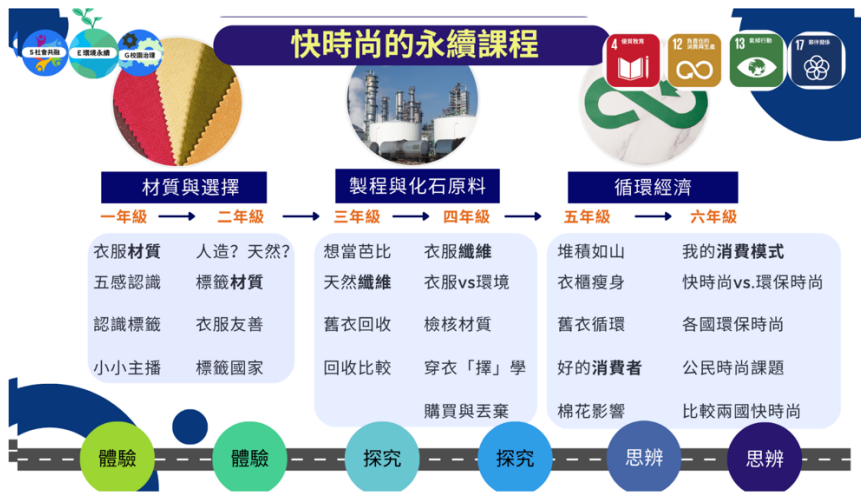 S社會共融
E環境永續
G校園治理
快時尚的永續課程
4 優質教育
12 負責任的
消費與生產
13 氣候行動
17 夥伴關係
材質與選擇
製程與化石原料
循環經濟
一年級
二年級
三年級
四年級
五年級
六年級
衣服材質
五感認識
認識標籤
小小主播
人造？天然？
標籤材質
衣服友善
標籤國家
想當芭比
天然纖維
舊衣回收
回收比較
衣服纖維
衣服vs環境
檢核材質
穿衣「擇」學
購買與丟棄
堆積如山
衣櫃瘦身
舊衣循環
好的消費者
棉花影響
我的消費模式
快時尚vs.環保時尚
各國環保時尚
公民時尚課題
比較兩國快時尚
體驗
體驗
探究
探究
思辨
思辨